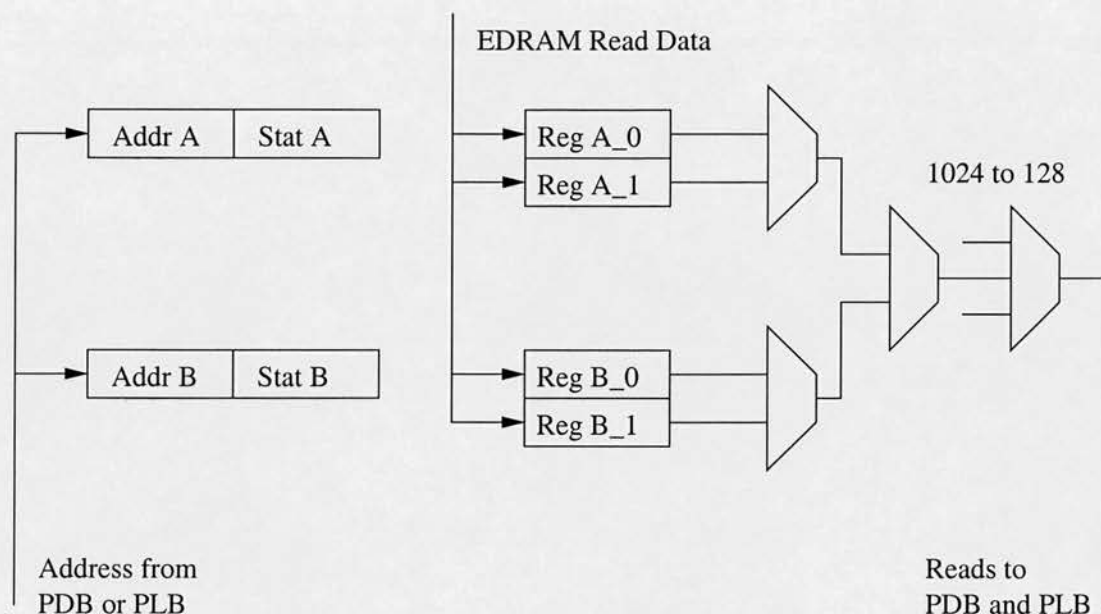 EDRAM Read Data
Addr A Stat A
Reg A_0
Reg A_1
1024 to 128
Addr B Stat B
Reg B_0
Reg B_1
Address from
PDB or PLB
Reads to
PDB and PLB